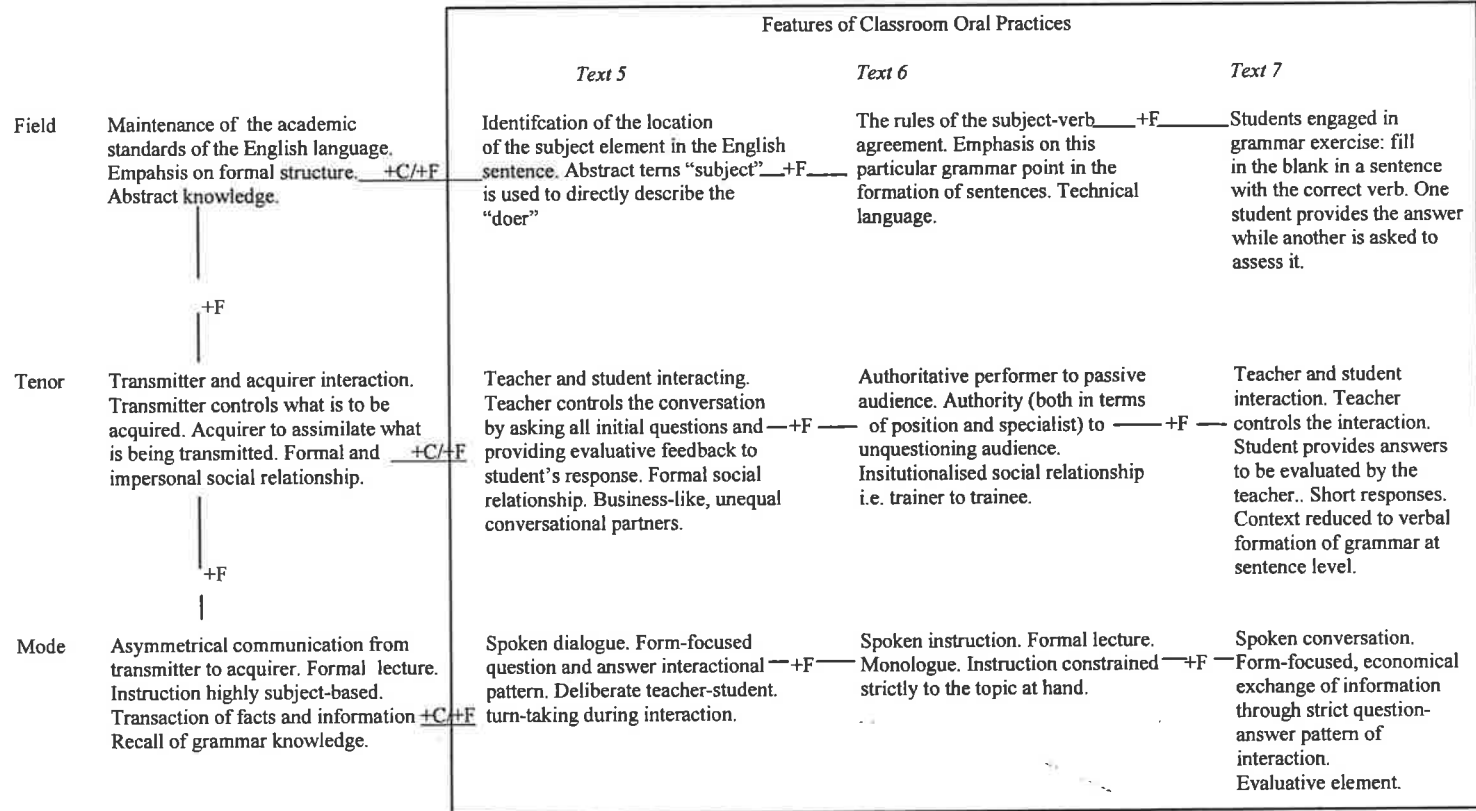 Features of Classroom Oral Practices
Text 5 Text 6 Text 7
Field
Maintenance of the academic
standards of the English language.
Empahsis on formal structure. +C/+F
Abstract knowledge.
Identifcation of the location
of the subject element in the English
sentence. Abstract terns “subject” +F
is used to directly describe the
“doer”
The rules of the subject-verb +F
agreement. Emphasis on this
particular grammar point in the
formation of sentences. Technical
language.
Students engaged in
grammar exercise: fill
in the blank in a sentence
with the correct verb. One
student provides the answer
while another is asked to
assess it.
+F
Tenor
Transmitter and acquirer interaction.
Transmitter controls what is to be
acquired. Acquirer to assimilate what
is being transmitted. Formal and +C/+F
impersonal social relationship.
Teacher and student interacting.
Teacher controls the conversation
by asking all initial questions and +F
providing evaluative feedback to
student’s response. Formal social
relationship. Business-like, unequal
conversational partners.
Authoritative performer to passive
audience. Authority (both in terms
of position and specialist) to +F
unquestioning audience.
Insitutionalised social relationship
i.e. trainer to trainee.
Teacher and student
interaction. Teacher
controls the interaction.
Student provides answers
to be evaluated by the
teacher.. Short responses.
Context reduced to verbal
formation of grammar at
sentence level.
+F
Mode
Asymmetrical communication from
transmitter to acquirer. Formal lecture.
Instruction highly subject-based.
Transaction of facts and information +C/+F
Recall of grammar knowledge.
Spoken dialogue. Form-focused
question and answer interactional +F
pattern. Deliberate teacher-student.
turn-taking during interaction.
Spoken instruction. Formal lecture.
Monologue. Instruction constrained +F
strictly to the topic at hand.
Spoken conversation.
Form-focused, economical
exchange of information
through strict question-
answer pattern of
interaction.
Evaluative element.